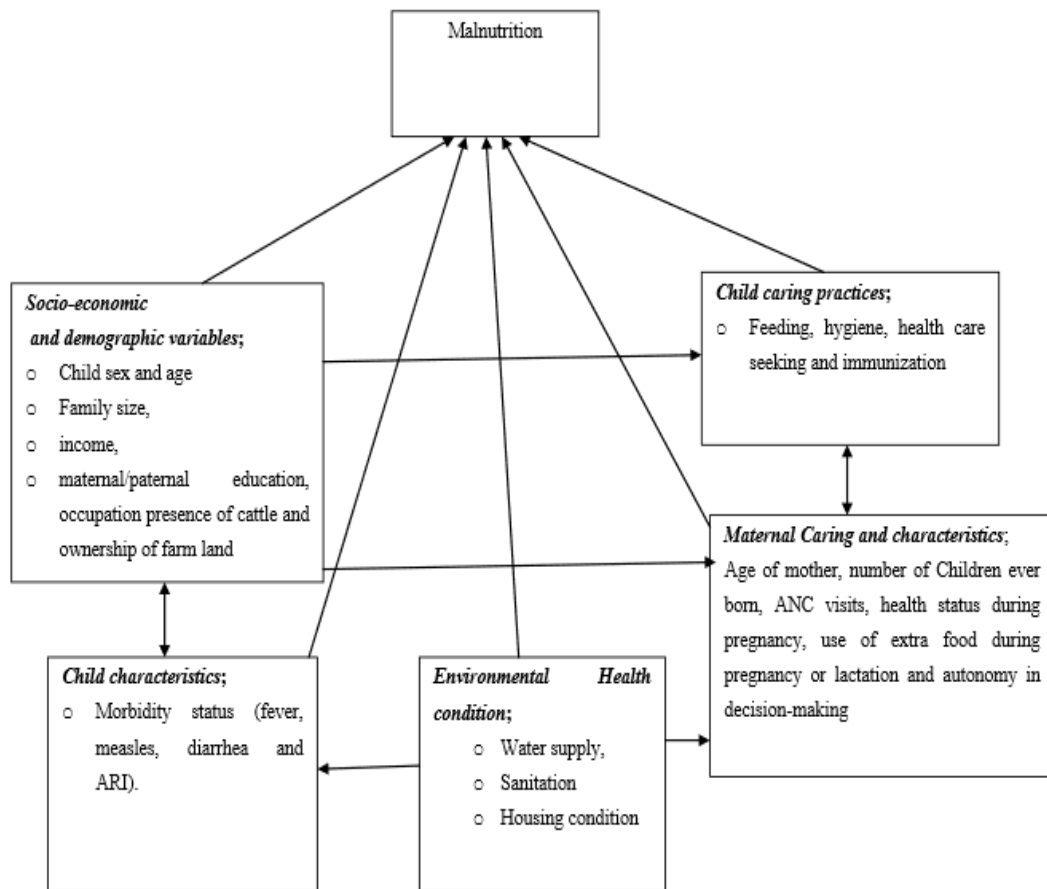 Malnutrition
Socio-economic
and demographic variables;
o Child sex and age
o Family size,
o income,
o maternal/paternal education,
occupation presence of cattle and
ownership of farm land
Child caring practices;
o Feeding, hygiene, health care
seeking and immunization
Maternal Caring and characteristics;
Age of mother, number of Children ever
born, ANC visits, health status during
pregnancy, use of extra food during
pregnancy or lactation and autonomy in
decision-making
Child characteristics;
o Morbidity status (fever,
measles, diarrhea and
ARI).
Environmental Health
condition;
o Water supply,
o Sanitation
o Housing condition